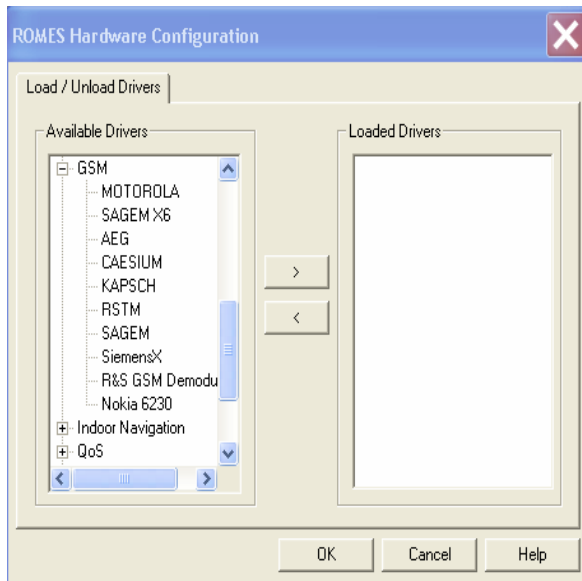 ROMES Hardware Configuration
Load / Unload Drivers
Available Drivers
GSM
MOTOROLA
SAGEM X6
AEG
CAESIUM
KAPSCH
RSTM
SAGEM
SiemensX
R&S GSM Demodu
Nokia 6230
Indoor Navigation
QoS
>
<
Loaded Drivers
OK
Cancel
Help